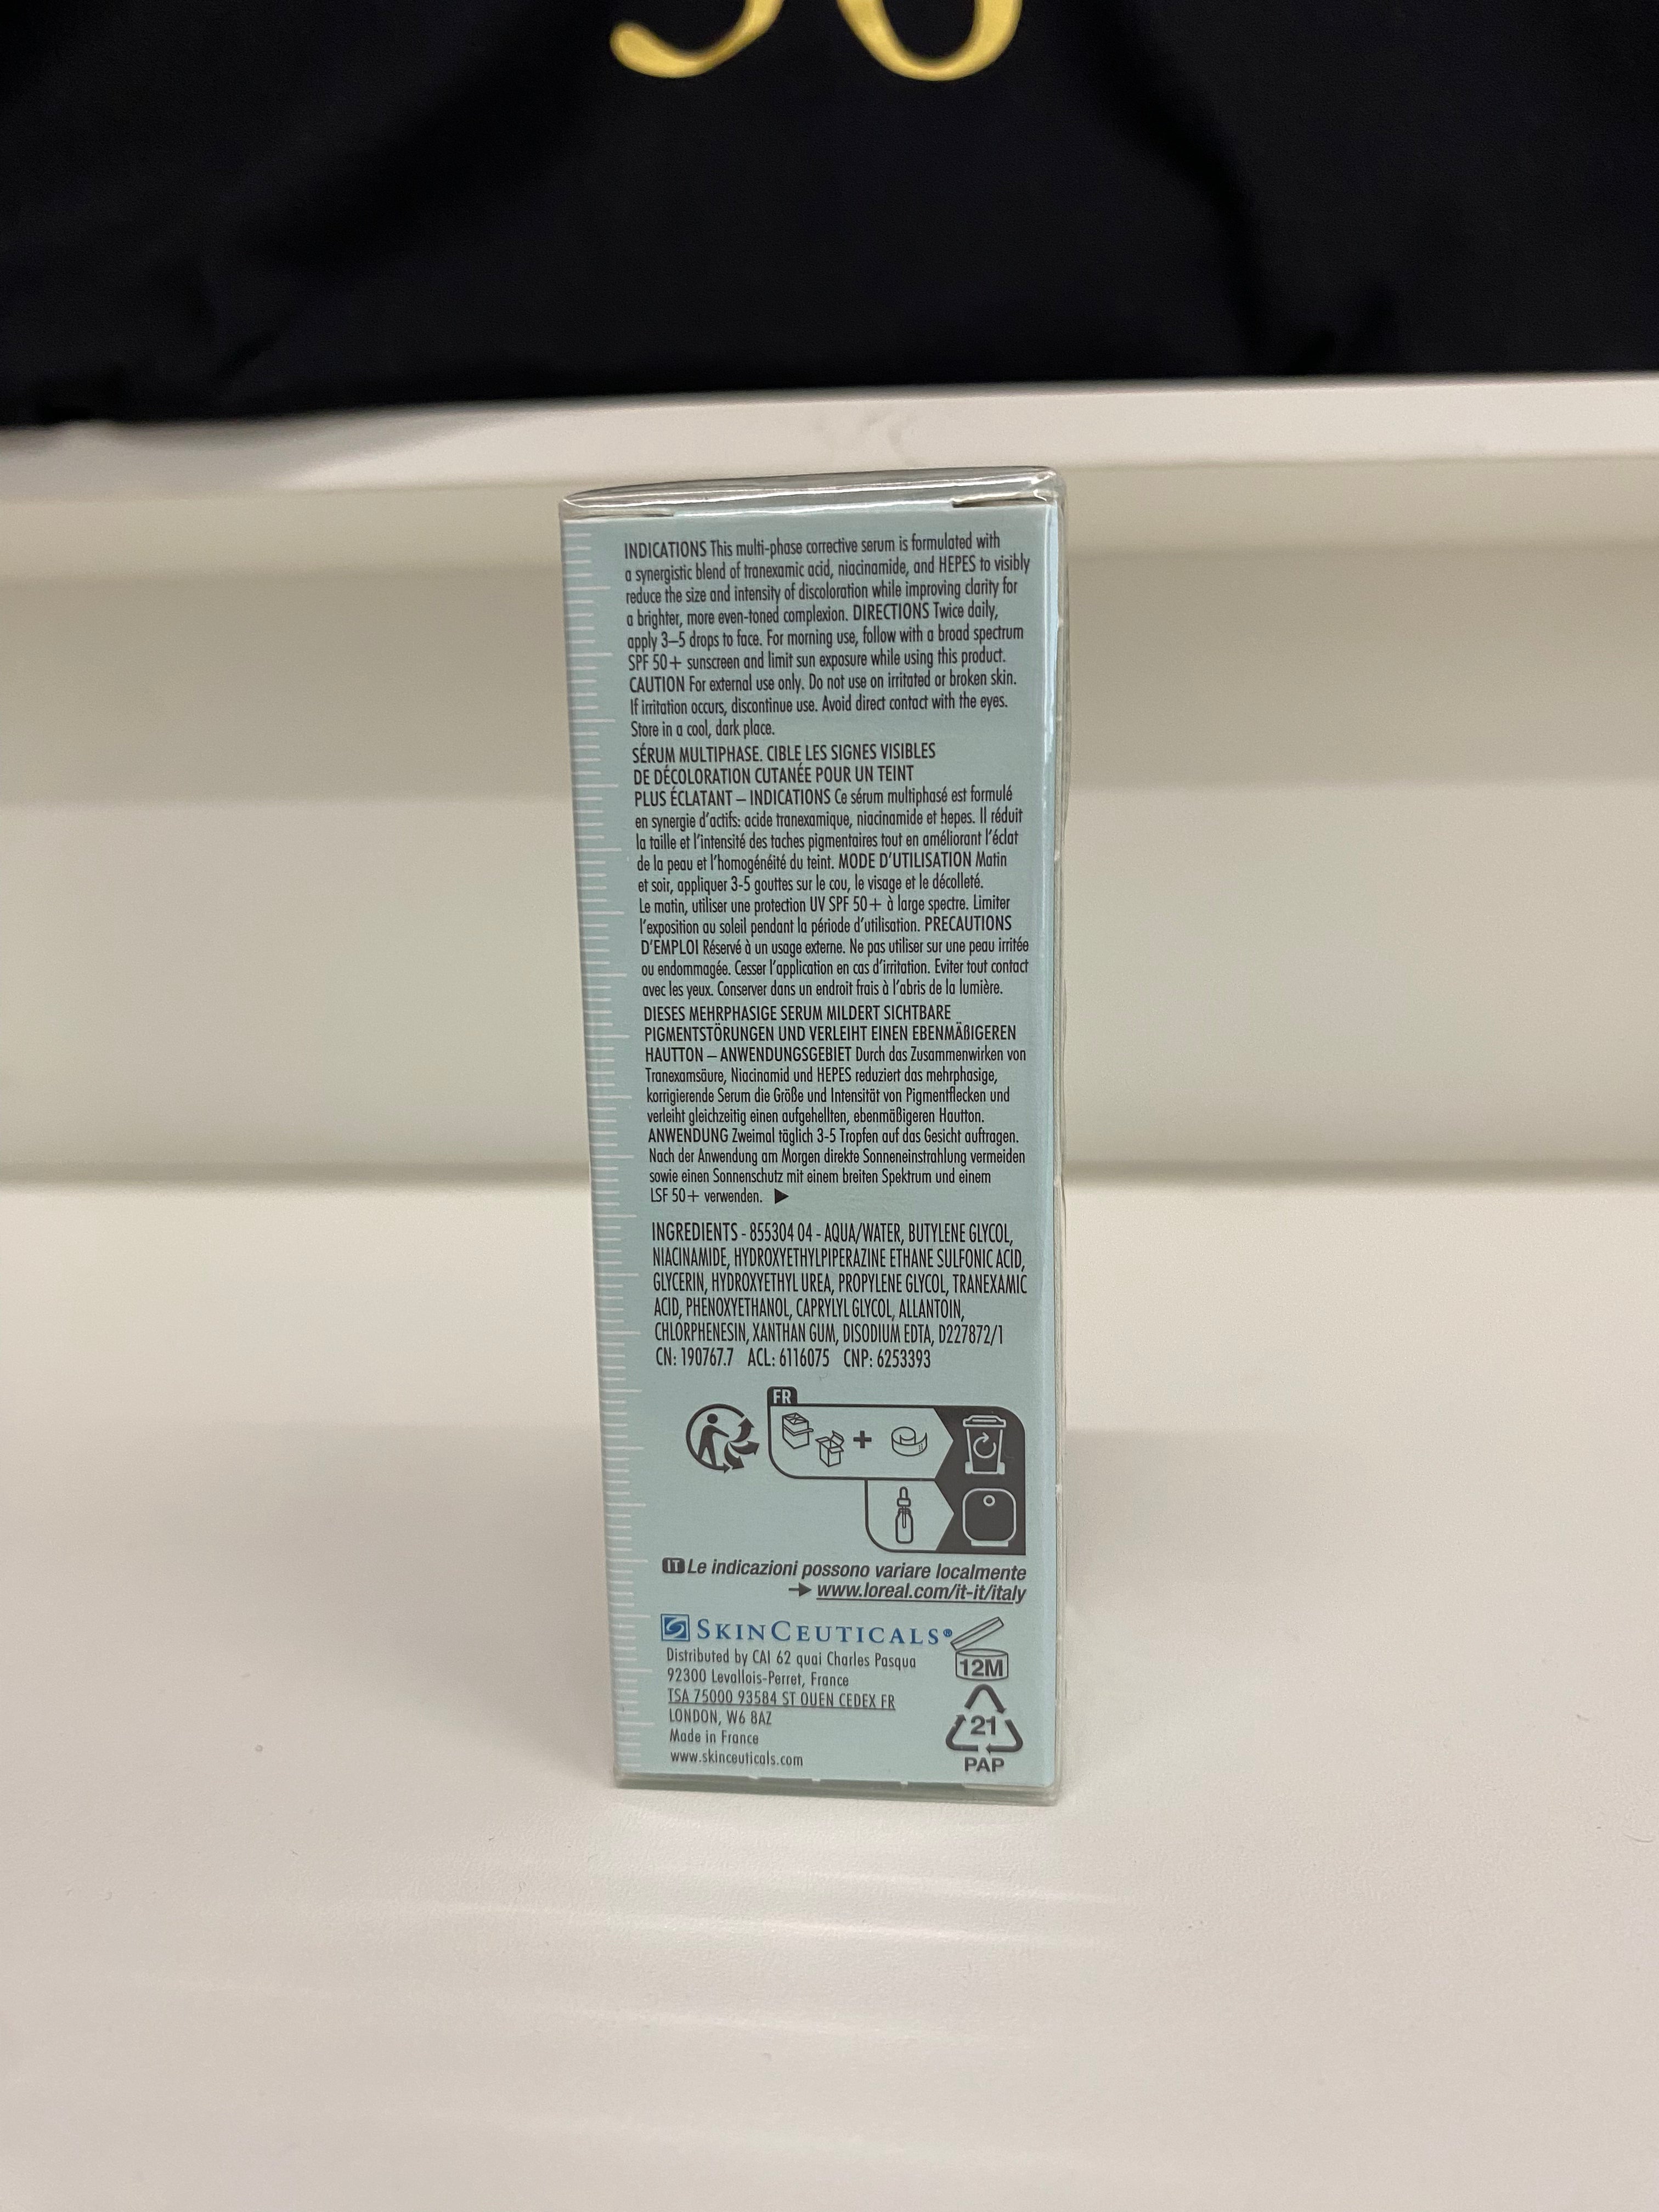 INDICATIONS This multi-phase corrective serum is formulated with
a synergistic blend of tranexamic acid, niacinamide, and HEPES to visibly
reduce the size and intensity of discoloration while improving clarity for
a brighter, more even-toned complexion. DIRECTIONS Twice daily,
apply 3–5 drops to face. For morning use, follow with a broad spectrum
SPF 50+ sunscreen and limit sun exposure while using this product.
CAUTION For external use only. Do not use on irritated or broken skin.
If irritation occurs, discontinue use. Avoid direct contact with the eyes.
Store in a cool, dark place.
SÉRUM MULTIPHASE. CIBLE LES SIGNES VISIBLES
DE DÉCOLORATION CUTANÉE POUR UN TEINT
PLUS ÉCLATANT – INDICATIONS Ce sérum multiphasé est formulé
en synergie d'actifs: acide tranexamique, niacinamide et hepes. Il réduit
la taille et l'intensité des taches pigmentaires tout en améliorant l'éclat
de la peau et l'homogénéité du teint. MODE D'UTILISATION Matin
et soir, appliquer 3-5 gouttes sur le cou, le visage et le décolleté.
Le matin, utiliser une protection UV SPF 50+ à large spectre. Limiter
l'exposition au soleil pendant la période d'utilisation. PRECAUTIONS
D'EMPLOI Réservé à un usage externe. Ne pas utiliser sur une peau irritée
ou endommagée. Cesser l'application en cas d'irritation. Eviter tout contact
avec les yeux. Conserver dans un endroit frais à l'abris de la lumière.
DIESES MEHRPHASIGE SERUM MILDERT SICHTBARE
PIGMENTSTÖRUNGEN UND VERLEIHT EINEN EBENMÄßIGEREN
HAUTTON – ANWENDUNGSGEBIET Durch das Zusammenwirken von
Tranexamsäure, Niacinamid und HEPES reduziert das mehrphasige,
korrigierende Serum die Größe und Intensität von Pigmentflecken und
verleiht gleichzeitig einen aufgehellten, ebenmäßigeren Hautton.
ANWENDUNG Zweimal täglich 3-5 Tropfen auf das Gesicht auftragen.
Nach der Anwendung am Morgen direkte Sonneneinstrahlung vermeiden
sowie einen Sonnenschutz mit einem breiten Spektrum und einem
LSF 50+ verwenden. ▶
INGREDIENTS - 855304 04 - AQUA/WATER, BUTYLENE GLYCOL,
NIACINAMIDE, HYDROXYETHYLPIPERAZINE ETHANE SULFONIC ACID,
GLYCERIN, HYDROXYETHYL UREA, PROPYLENE GLYCOL, TRANEXAMIC
ACID, PHENOXYETHANOL, CAPRYLYL GLYCOL, ALLANTOIN,
CHLORPHENESIN, XANTHAN GUM, DISODIUM EDTA, D227872/1
CN: 190767.7 ACL: 6116075 CNP: 6253393
FR
+
IT Le indicazioni possono variare localmente
→ www.loreal.com/it-it/italy
SKINCEUTICALS®
Distributed by CAI 62 quai Charles Pasqua
92300 Levallois-Perret, France
TSA 75000 93584 ST OUEN CEDEX FR
LONDON, W6 8AZ
Made in France
www.skinceuticals.com
12M
21
PAP